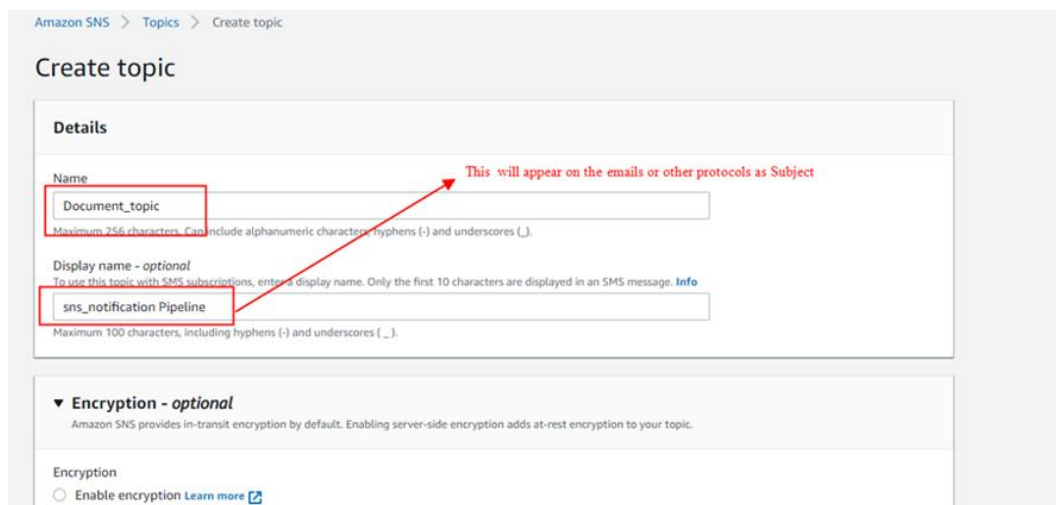 Amazon SNS > Topics > Create topic
Create topic
Details
Name
This will appear on the emails or other protocols as Subject
Document_topic
Maximum 256 characters. Can include alphanumeric characters, hyphens (-) and underscores (_).
Display name - optional
To use this topic with SMS subscriptions, enter a display name. Only the first 10 characters are displayed in an SMS message. Info
sns_notification Pipeline
Maximum 100 characters, including hyphens (-) and underscores ( _ ).
Encryption - optional
Amazon SNS provides in-transit encryption by default. Enabling server-side encryption adds at-rest encryption to your topic.
Encryption
Enable encryption Learn more